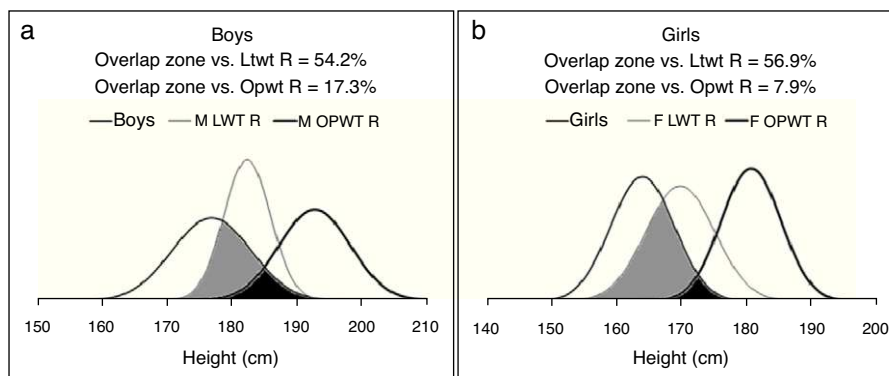 a
Boys
Overlap zone vs. Ltwt R = 54.2%
Overlap zone vs. Opwt R = 17.3%
Boys M LWT R M OPWT R
150 160 170 180 190 200 210
Height (cm)
b
Girls
Overlap zone vs. Ltwt R = 56.9%
Overlap zone vs. Opwt R = 7.9%
Girls F LWT R F OPWT R
140 150 160 170 180 190 200
Height (cm)